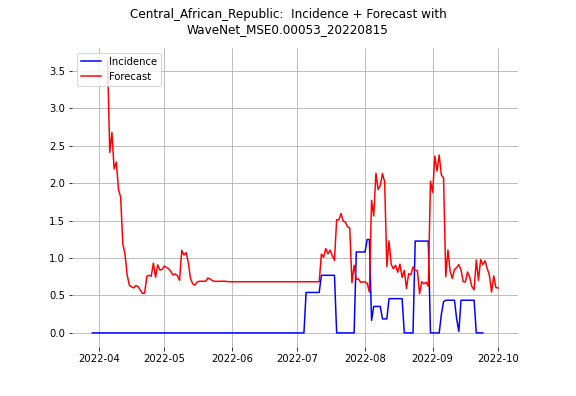 Central_African_Republic:  Incidence + Forecast with
WaveNet_MSE0.00053_20220815
Incidence
Forecast
3.5
3.0
2.5
2.0
1.5
1.0
0.5
0.0
2022-04 2022-05 2022-06 2022-07 2022-08 2022-09 2022-10